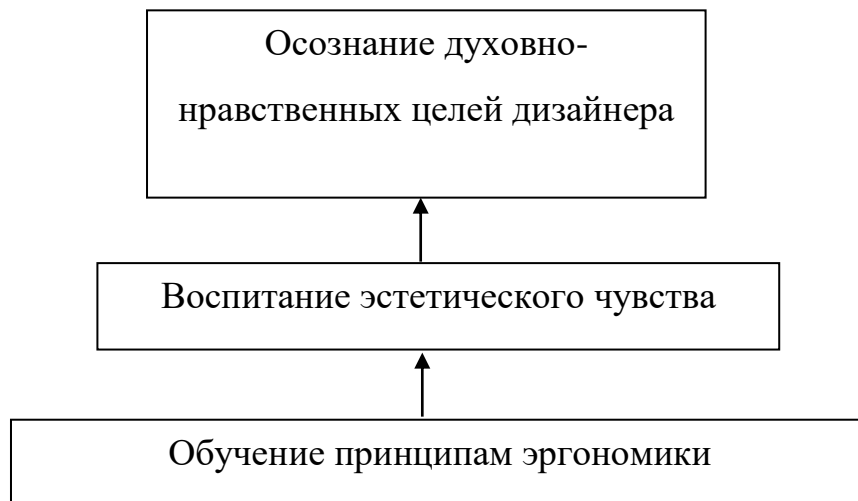 Осознание духовно-
нравственных целей дизайнера
Воспитание эстетического чувства
Обучение принципам эргономики